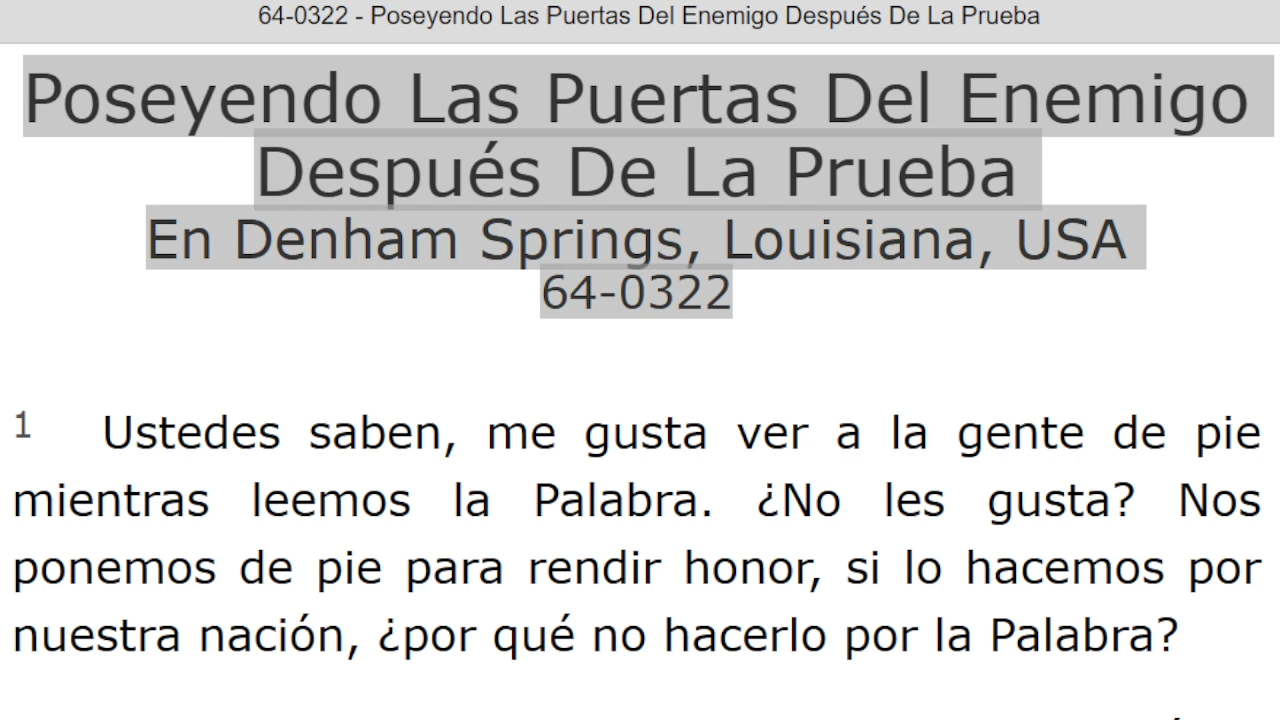 64-0322 - Poseyendo Las Puertas Del Enemigo Después De La Prueba
Poseyendo Las Puertas Del Enemigo
Después De La Prueba
En Denham Springs, Louisiana, USA
64-0322
1 Ustedes saben, me gusta ver a la gente de pie
mientras leemos la Palabra. ¿No les gusta? Nos
ponemos de pie para rendir honor, si lo hacemos por
nuestra nación, ¿por qué no hacerlo por la Palabra?